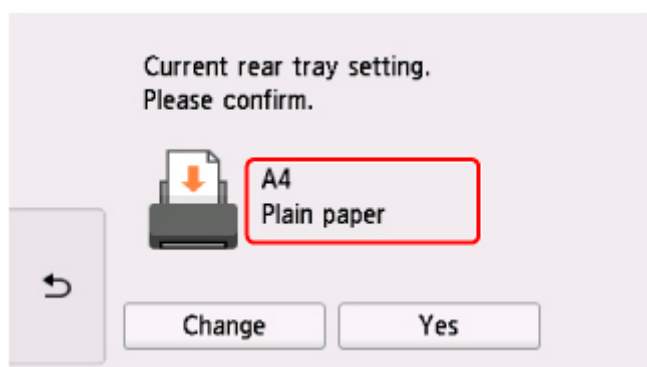 Current rear tray setting.
Please confirm.
A4
Plain paper
Change
Yes